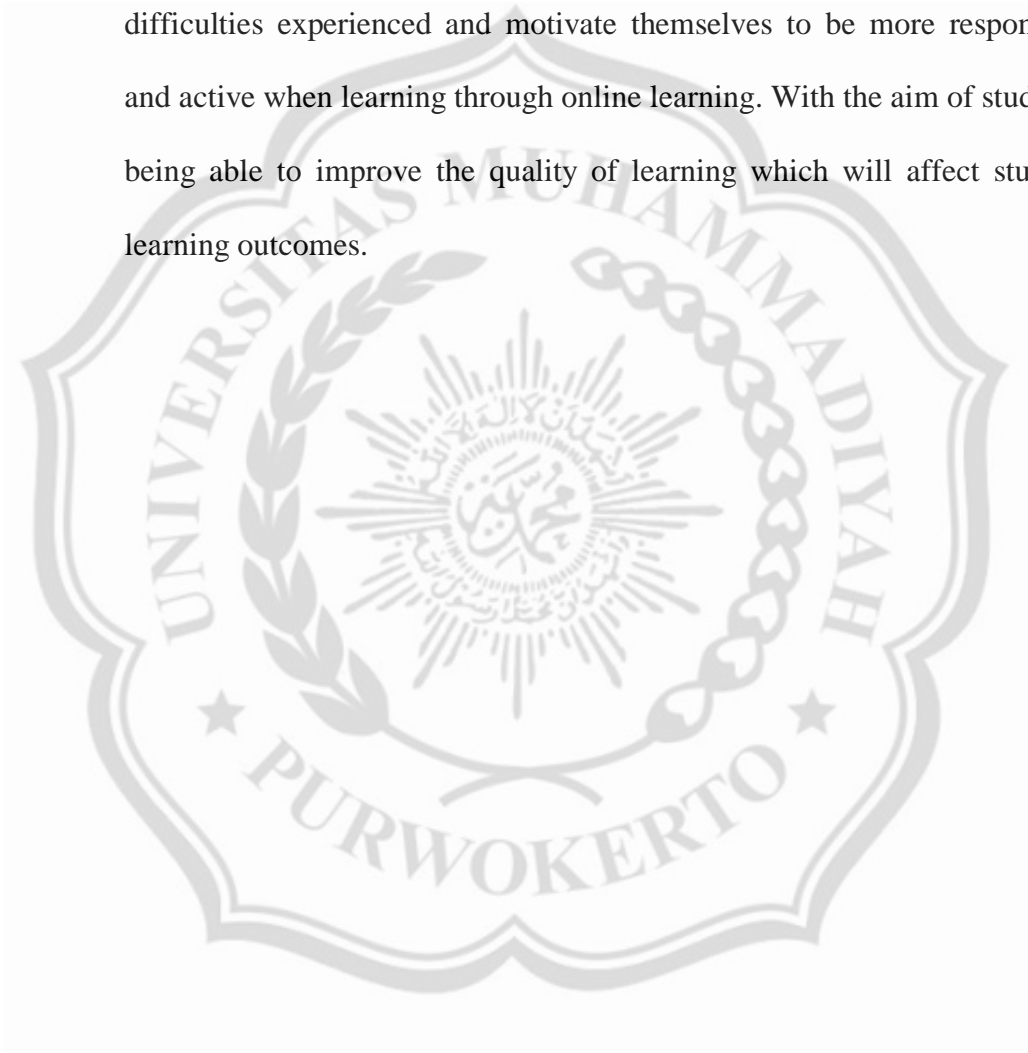 difficulties experienced and motivate themselves to be more respon
and active when learning through online learning. With the aim of stud
being able to improve the quality of learning which will affect stu
learning outcomes.
UNIVERSITAS MUHAMMADIYAH
PURWOKERTO